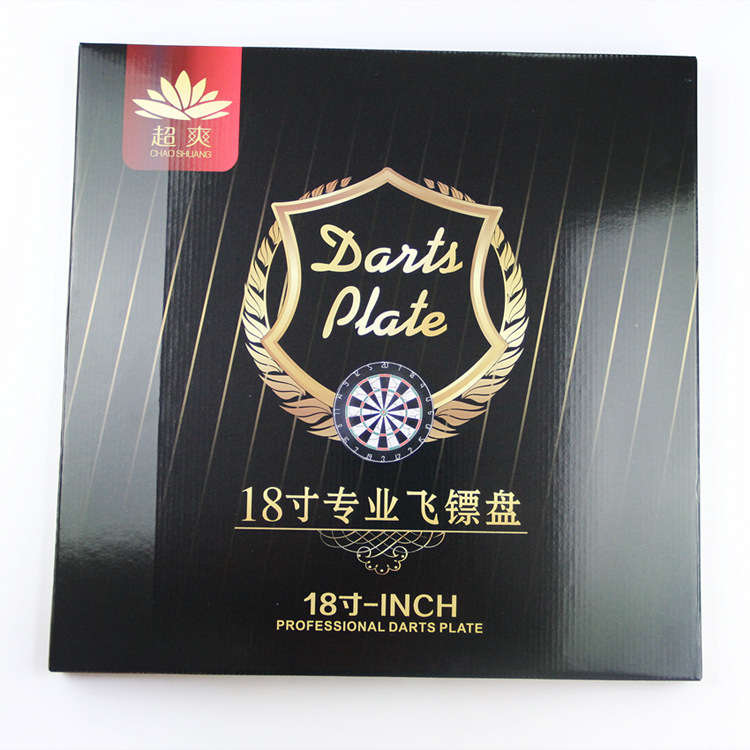 超爽
CHAO SHUANG
Darts
Plate
18寸专业飞镖盘
18寸-INCH
PROFESSIONAL DARTS PLATE